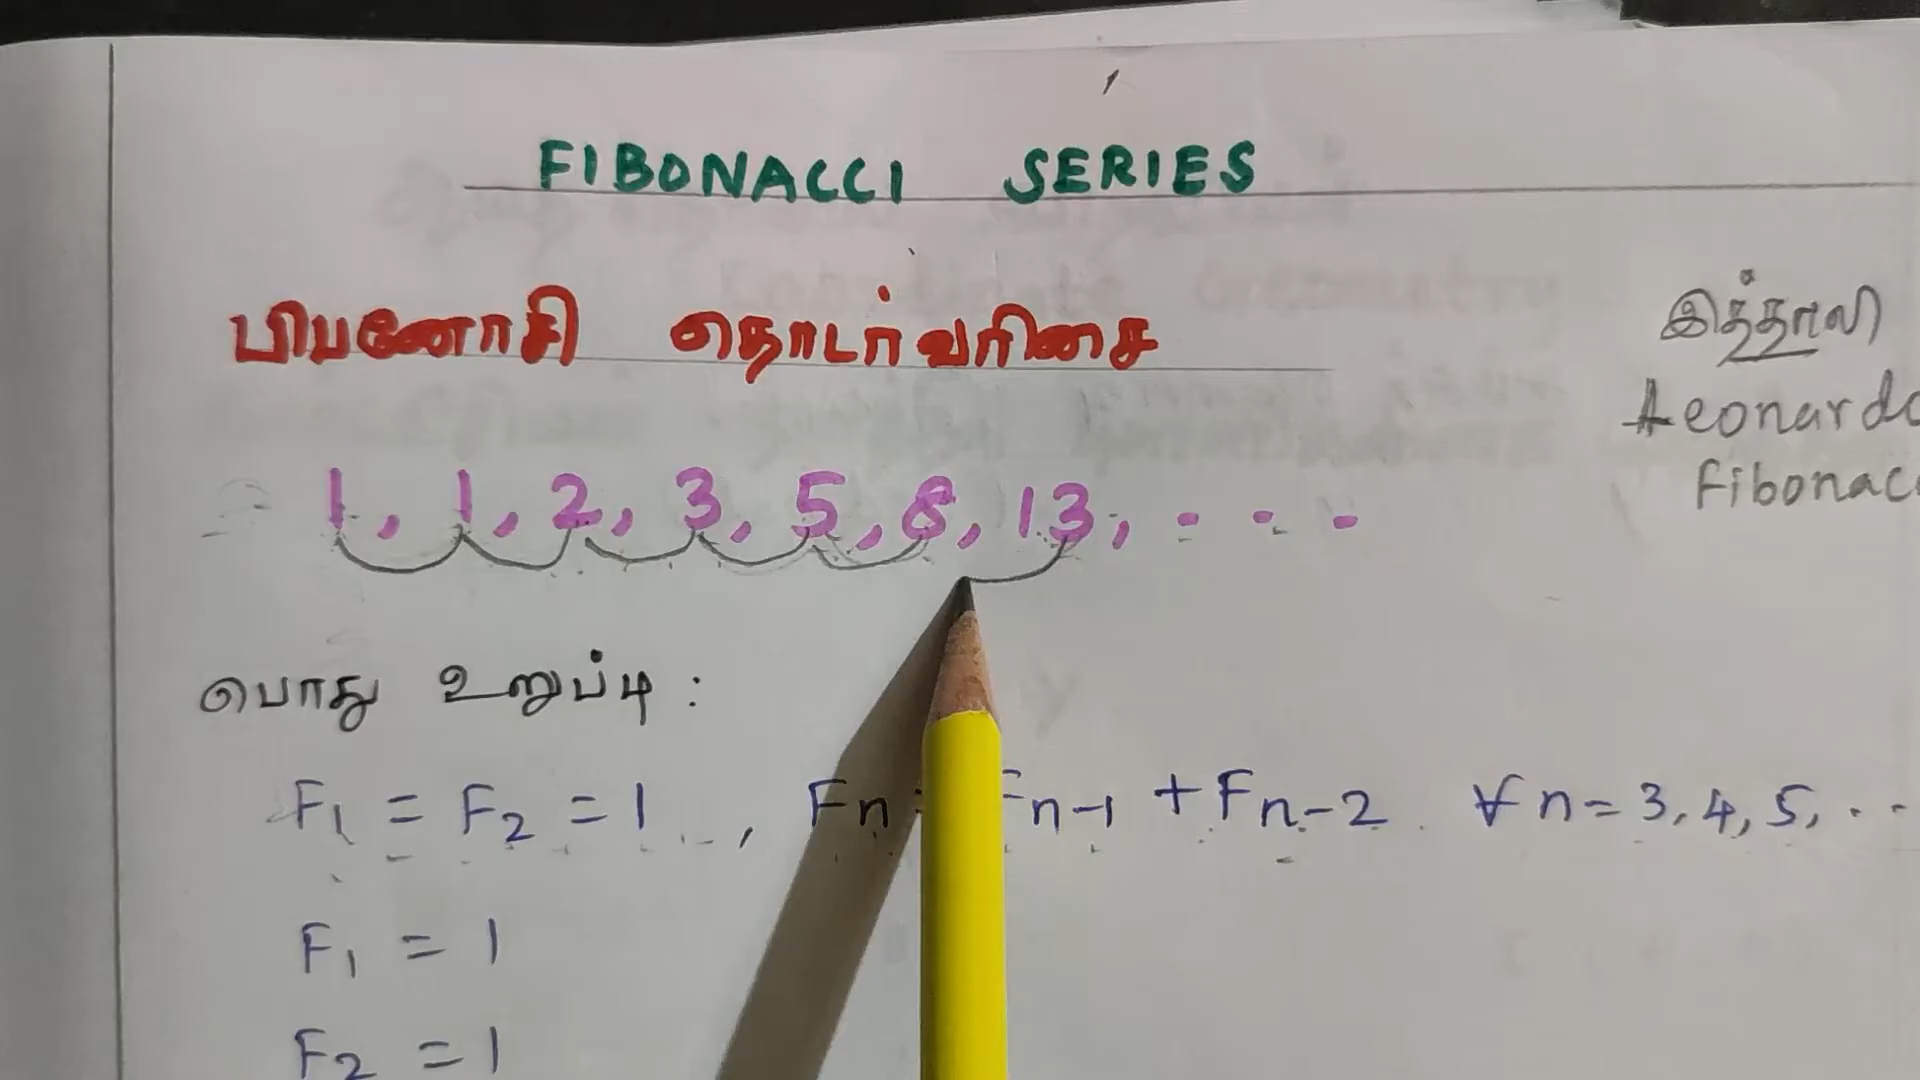 FIBONACCI SERIES
பிபனோசி தொடர்வரிசை
இத்தாலி
Leonardo
Fibonacc
1, 1, 2, 3, 5, 8, 13, . . .
பொது உறுப்டி :
F1 = F2 = 1 , Fn = Fn-1 + Fn-2 ∀ n = 3, 4, 5, . .
F1 = 1
F2 = 1